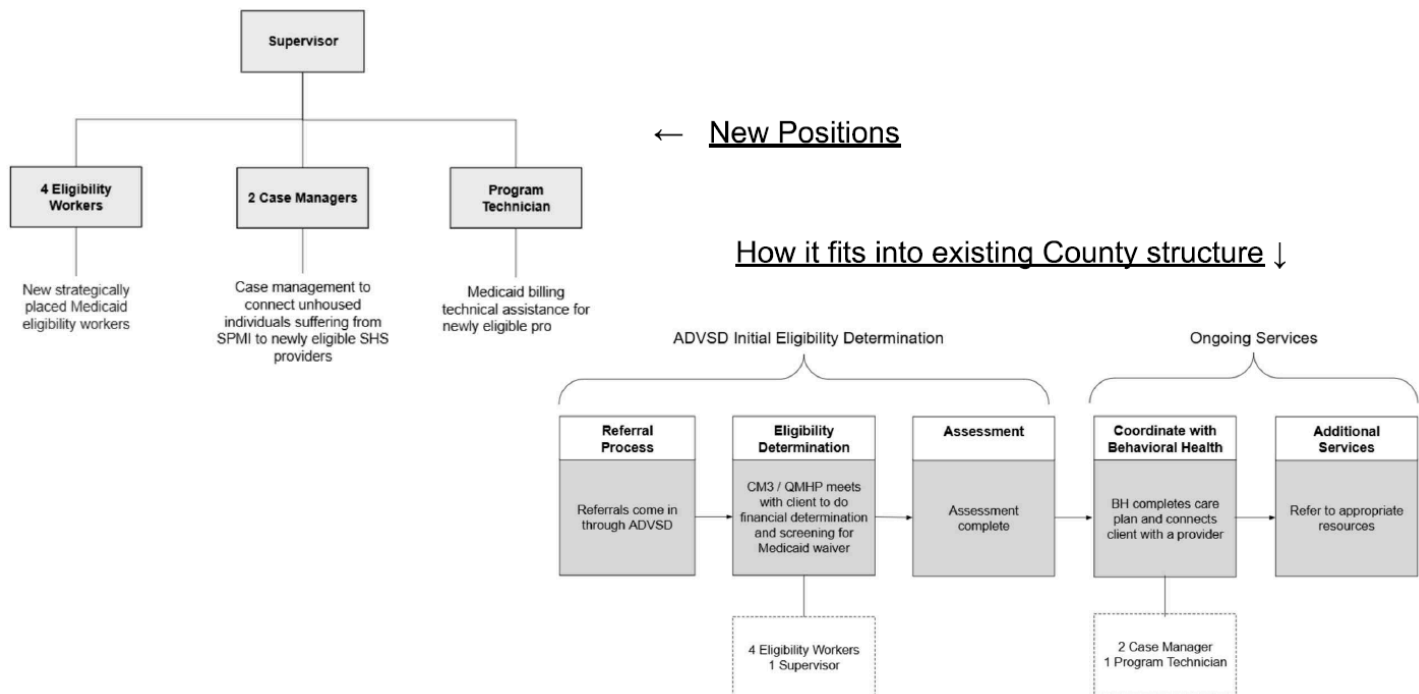 Supervisor
← New Positions
4 Eligibility
Workers
2 Case Managers
Program
Technician
New strategically
placed Medicaid
eligibility workers
Case management to
connect unhoused
individuals suffering from
SPMI to newly eligible SHS
providers
Medicaid billing
technical assistance for
newly eligible pro
How it fits into existing County structure ↓
ADVSD Initial Eligibility Determination
Ongoing Services
Referral
Process
Referrals come in
through ADVSD
Eligibility
Determination
CM3 / QMHP meets
with client to do
financial determination
and screening for
Medicaid waiver
Assessment
Assessment
complete
Coordinate with
Behavioral Health
BH completes care
plan and connects
client with a provider
Additional
Services
Refer to appropriate
resources
4 Eligibility Workers
1 Supervisor
2 Case Manager
1 Program Technician